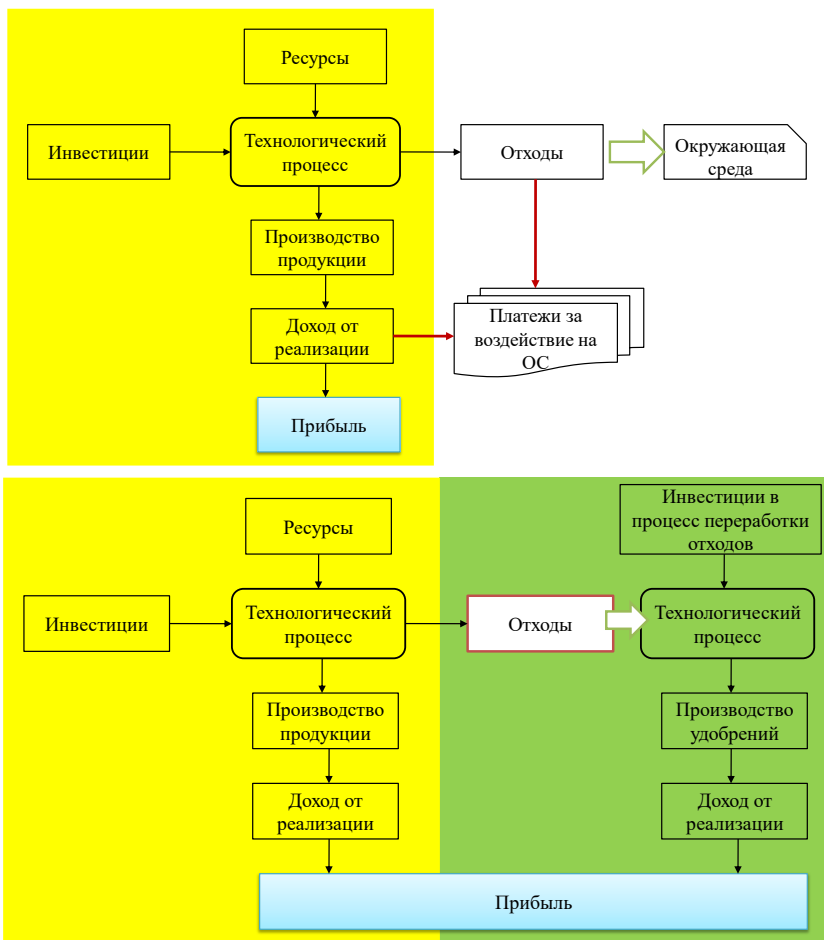 Ресурсы
Инвестиции
Технологический
процесс
Отходы
Окружающая
среда
Производство
продукции
Доход от
реализации
Платежи за
воздействие на
ОС
Прибыль
Инвестиции в
процесс переработки
отходов
Ресурсы
Инвестиции
Технологический
процесс
Отходы
Технологический
процесс
Производство
продукции
Производство
удобрений
Доход от
реализации
Доход от
реализации
Прибыль